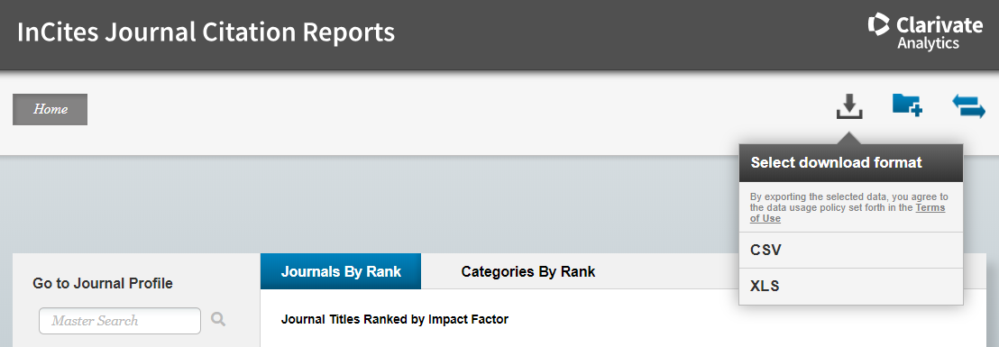 InCites Journal Citation Reports
Clarivate
Analytics
Home
Select download format
By exporting the selected data, you agree to
the data usage policy set forth in the Terms
of Use
CSV
XLS
Go to Journal Profile
Master Search
Journals By Rank
Categories By Rank
Journal Titles Ranked by Impact Factor